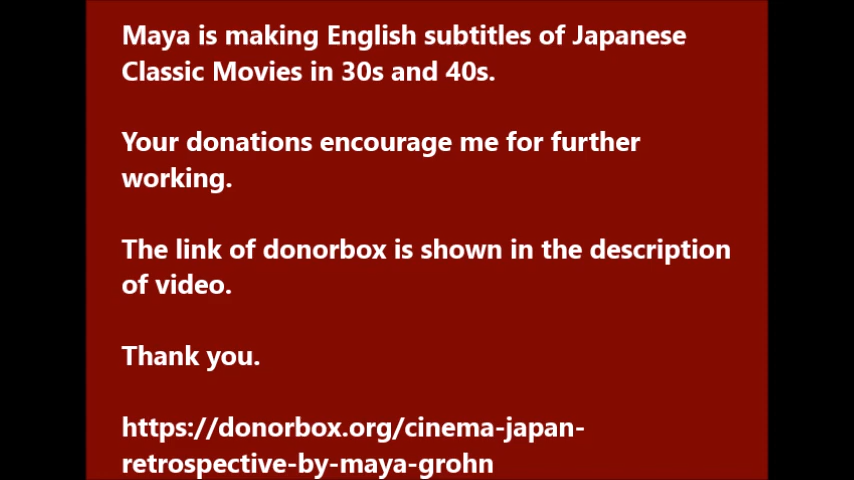 Maya is making English subtitles of Japanese
Classic Movies in 30s and 40s.
Your donations encourage me for further
working.
The link of donorbox is shown in the description
of video.
Thank you.
https://donorbox.org/cinema-japan-
retrospective-by-maya-grohn